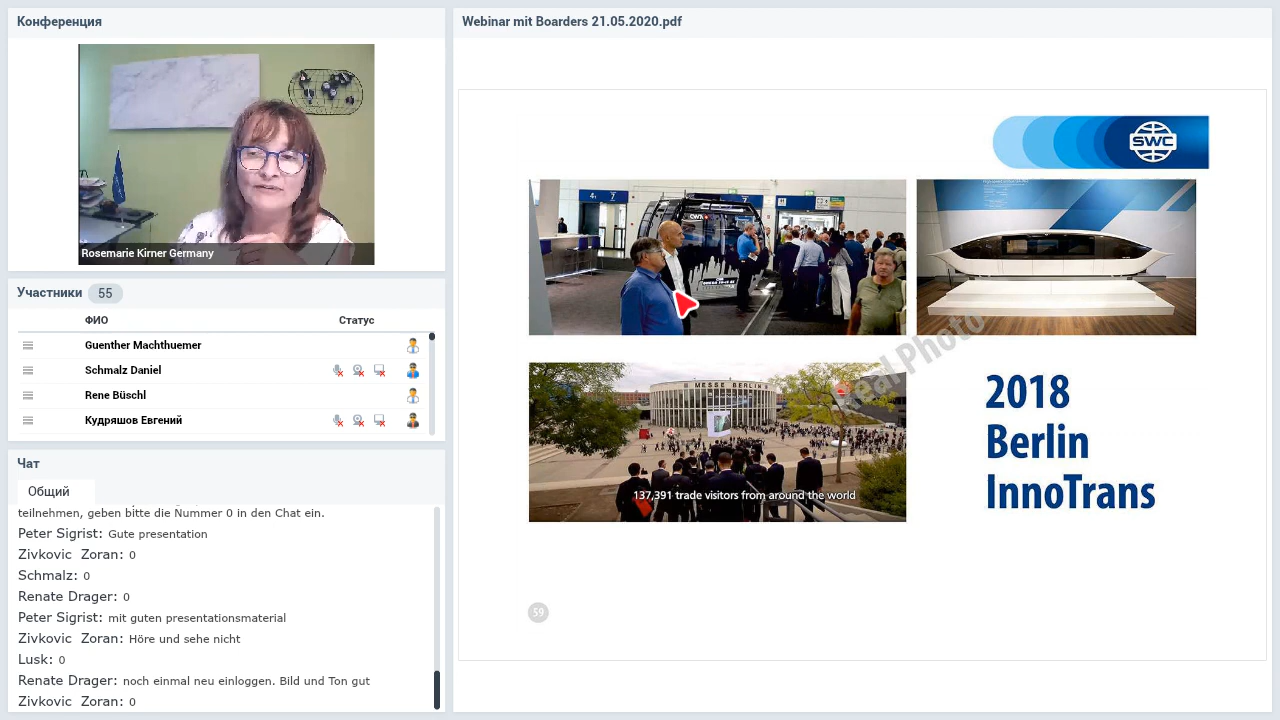 Конференция
Rosemarie Kirner Germany
Участники 55
ФИО Статус
Guenther Machthuemer
Schmalz Daniel
Rene Büschl
Кудряшов Евгений
Чат
Общий
teilnehmen, geben bitte die Nummer 0 in den Chat ein.
Peter Sigrist: Gute presentation
Zivkovic Zoran: 0
Schmalz: 0
Renate Drager: 0
Peter Sigrist: mit guten presentationsmaterial
Zivkovic Zoran: Höre und sehe nicht
Lusk: 0
Renate Drager: noch einmal neu einloggen. Bild und Ton gut
Zivkovic Zoran: 0
Webinar mit Boarders 21.05.2020.pdf
SWC
MESSE BERLIN
137,391 trade visitors from around the world
Real Photo
2018
Berlin
InnoTrans
59